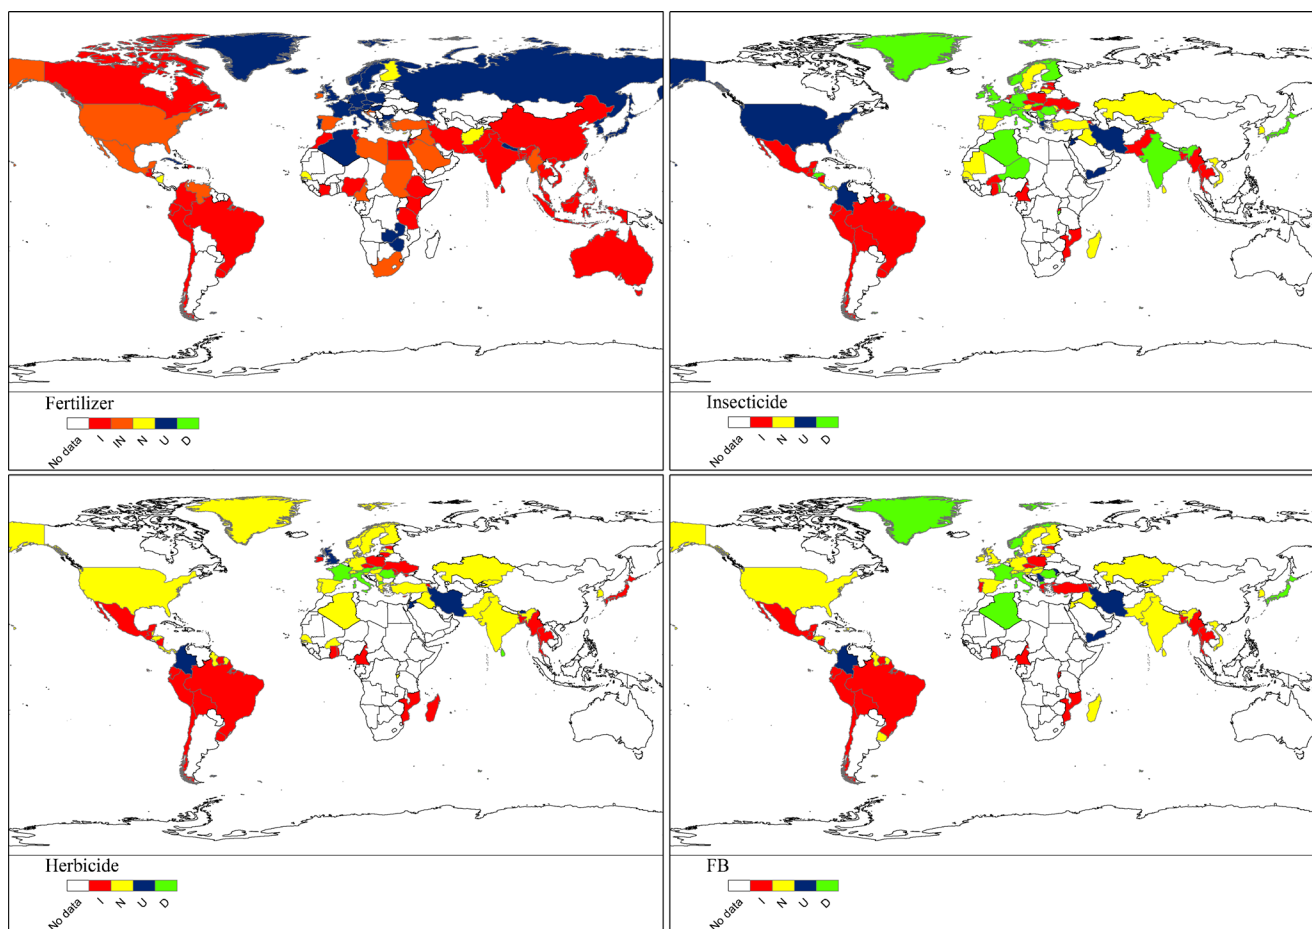 Fertilizer
No data I IN N U D
Insecticide
No data I N U D
Herbicide
No data I N U D
FB
No data I N U D